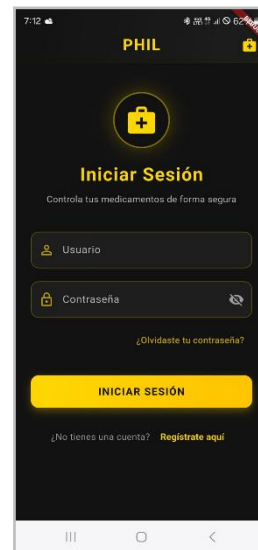 7:12 62%
PHIL
Iniciar Sesión
Controla tus medicamentos de forma segura
Usuario
Contraseña
¿Olvidaste tu contraseña?
INICIAR SESIÓN
¿No tienes una cuenta? Regístrate aquí